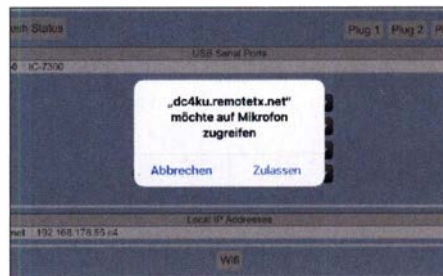 Status
Plug 1 Plug 2
USB Serial Ports
IC-7300
„dc4ku.remotetx.net“
möchte auf Mikrofon
zugreifen
Abbrechen Zulassen
Local IP Addresses
192.168.178.55
Wifi